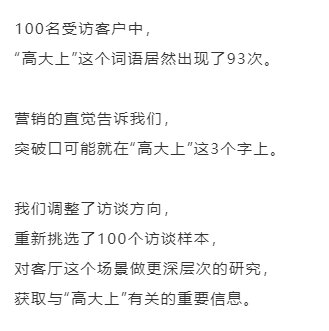 100名受访客户中，
“高大上”这个词语居然出现了93次。
营销的直觉告诉我们，
突破口可能就在“高大上”这3个字上。
我们调整了访谈方向，
重新挑选了100个访谈样本，
对客厅这个场景做更深层次的研究，
获取与“高大上”有关的重要信息。